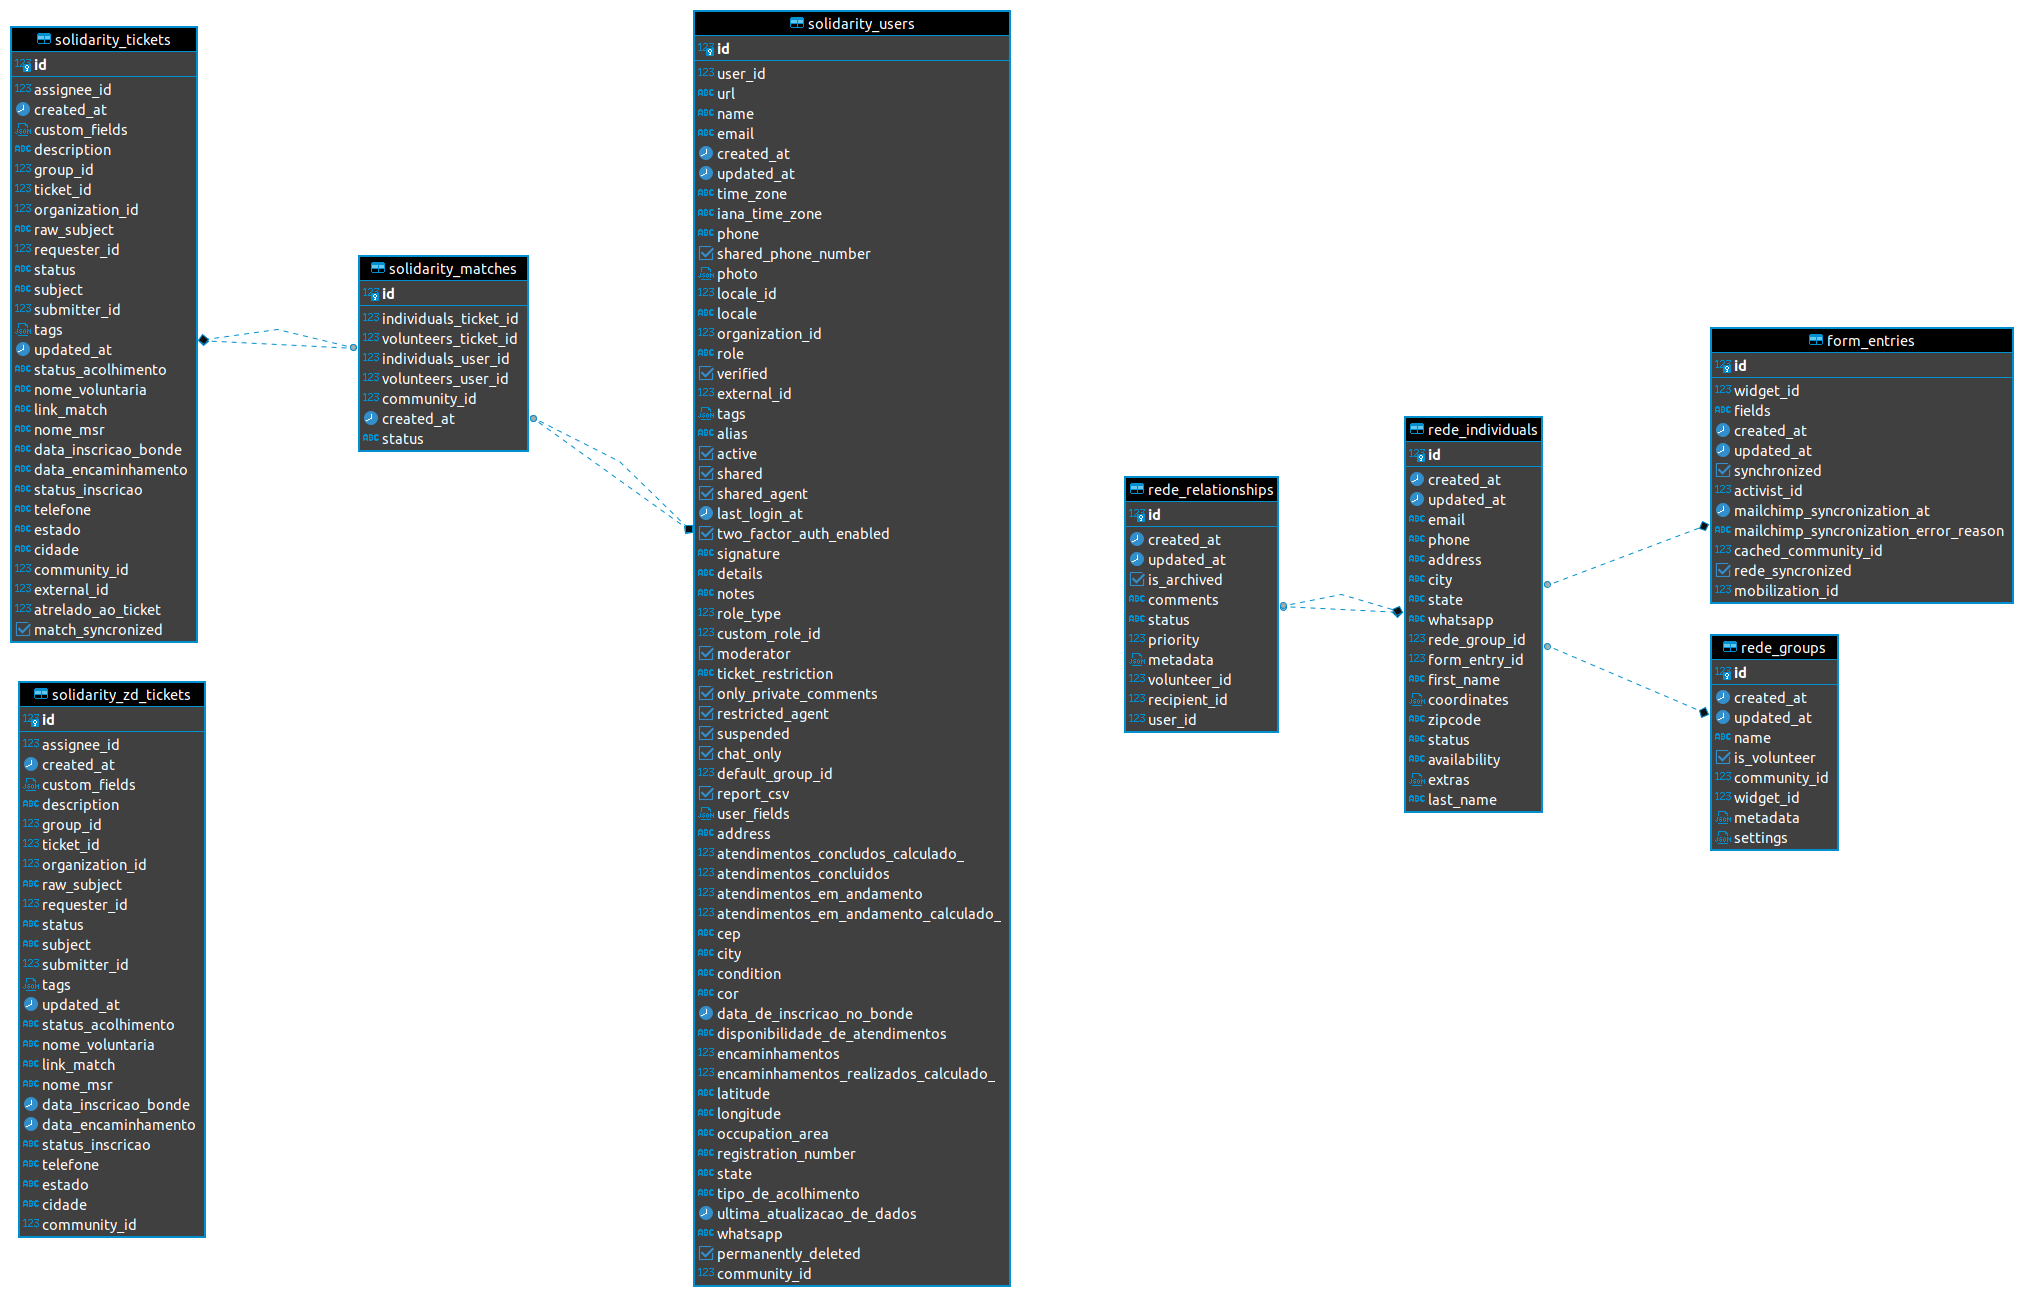 solidarity_tickets
id
assignee_id
created_at
custom_fields
description
group_id
ticket_id
organization_id
raw_subject
requester_id
status
subject
submitter_id
tags
updated_at
status_acolhimento
nome_voluntaria
link_match
nome_msr
data_inscricao_bonde
data_encaminhamento
status_inscricao
telefone
estado
cidade
community_id
external_id
atrelado_ao_ticket
match_syncronized
solidarity_zd_tickets
id
assignee_id
created_at
custom_fields
description
group_id
ticket_id
organization_id
raw_subject
requester_id
status
subject
submitter_id
tags
updated_at
status_acolhimento
nome_voluntaria
link_match
nome_msr
data_inscricao_bonde
data_encaminhamento
status_inscricao
telefone
estado
cidade
community_id
solidarity_matches
id
individuals_ticket_id
volunteers_ticket_id
individuals_user_id
volunteers_user_id
community_id
created_at
status
solidarity_users
id
user_id
url
name
email
created_at
updated_at
time_zone
iana_time_zone
phone
shared_phone_number
photo
locale_id
locale
organization_id
role
verified
external_id
tags
alias
active
shared
shared_agent
last_login_at
two_factor_auth_enabled
signature
details
notes
role_type
custom_role_id
moderator
ticket_restriction
only_private_comments
restricted_agent
suspended
chat_only
default_group_id
report_csv
user_fields
address
atendimentos_concludos_calculado_
atendimentos_concluidos
atendimentos_em_andamento
atendimentos_em_andamento_calculado_
cep
city
condition
cor
data_de_inscricao_no_bonde
disponibilidade_de_atendimentos
encaminhamentos
encaminhamentos_realizados_calculado_
latitude
longitude
occupation_area
registration_number
state
tipo_de_acolhimento
ultima_atualizacao_de_dados
whatsapp
permanently_deleted
community_id
rede_relationships
id
created_at
updated_at
is_archived
comments
status
priority
metadata
volunteer_id
recipient_id
user_id
rede_individuals
id
created_at
updated_at
email
phone
address
city
state
whatsapp
rede_group_id
form_entry_id
first_name
coordinates
zipcode
status
availability
extras
last_name
form_entries
id
widget_id
fields
created_at
updated_at
synchronized
activist_id
mailchimp_syncronization_at
mailchimp_syncronization_error_reason
cached_community_id
rede_syncronized
mobilization_id
rede_groups
id
created_at
updated_at
name
is_volunteer
community_id
widget_id
metadata
settings